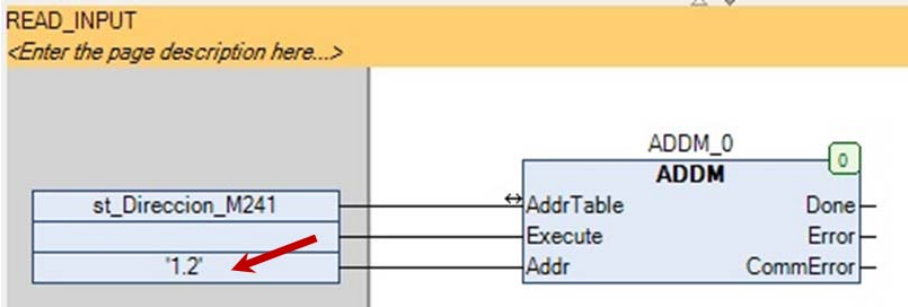 READ_INPUT
<Enter the page description here...>
ADDM_0
0
ADDM
st_Direccion_M241
AddrTable
Done
Execute
Error
'1.2'
Addr
CommError